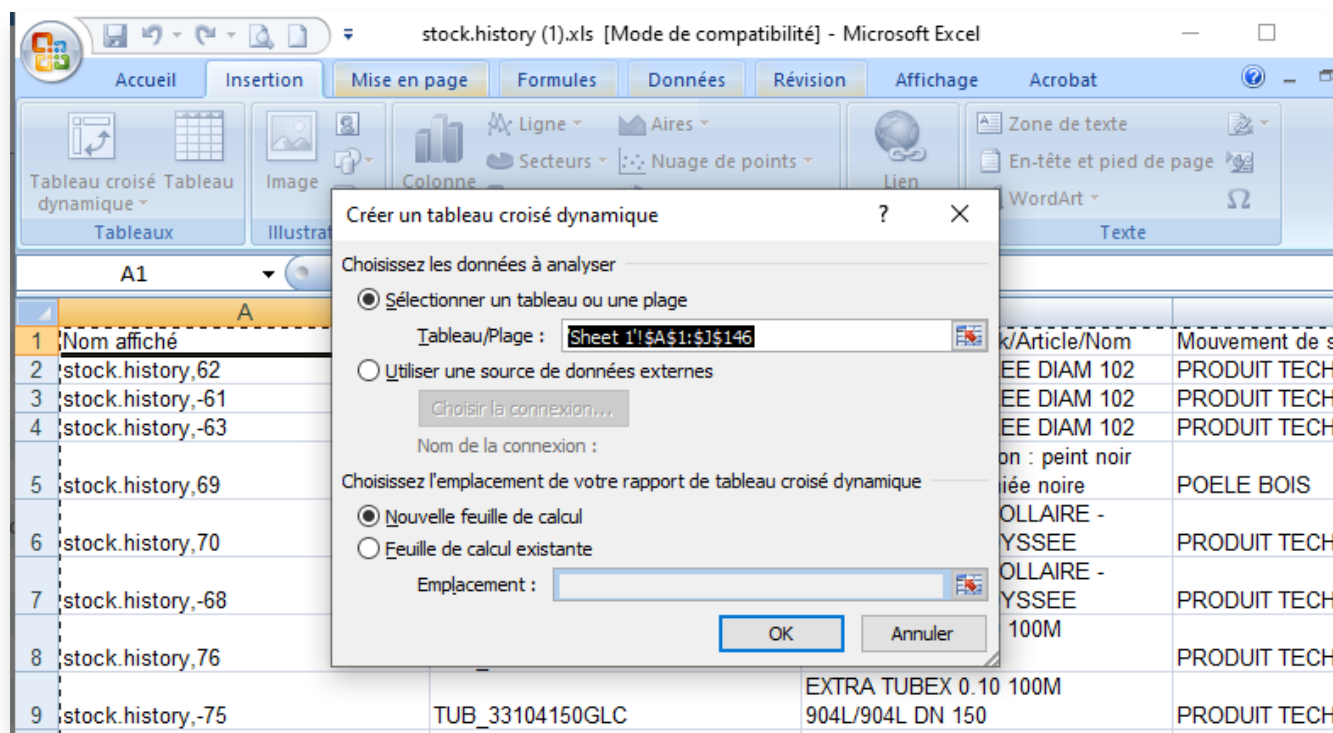 stock.history (1).xls [Mode de compatibilité] - Microsoft Excel
Accueil Insertion Mise en page Formules Données Révision Affichage Acrobat
Ligne Aires Zone de texte
Secteurs Nuage de points En-tête et pied de page
Tableau croisé dynamique Tableau Image Colonne Lien WordArt
Tableaux Texte
A1
Créer un tableau croisé dynamique ? 
Choisissez les données à analyser
Sélectionner un tableau ou une plage
Tableau/Plage : 'Sheet 1'!$A$1:$J$146
Utiliser une source de données externes
Choisir la connexion...
Nom de la connexion :
Choisissez l'emplacement de votre rapport de tableau croisé dynamique
Nouvelle feuille de calcul
Feuille de calcul existante
Emplacement :
OK Annuler
A
1 Nom affiché k/Article/Nom Mouvement de s
2 stock.history,62 EE DIAM 102 PRODUIT TECH
3 stock.history,-61 EE DIAM 102 PRODUIT TECH
4 stock.history,-63 EE DIAM 102 PRODUIT TECH
on : peint noir
5 stock.history,69 iée noire POELE BOIS
OLLAIRE -
6 stock.history,70 YSSEE PRODUIT TECH
OLLAIRE -
7 stock.history,-68 YSSEE PRODUIT TECH
100M
8 stock.history,76 PRODUIT TECH
EXTRA TUBEX 0.10 100M
9 stock.history,-75 TUB_33104150GLC 904L/904L DN 150 PRODUIT TECH